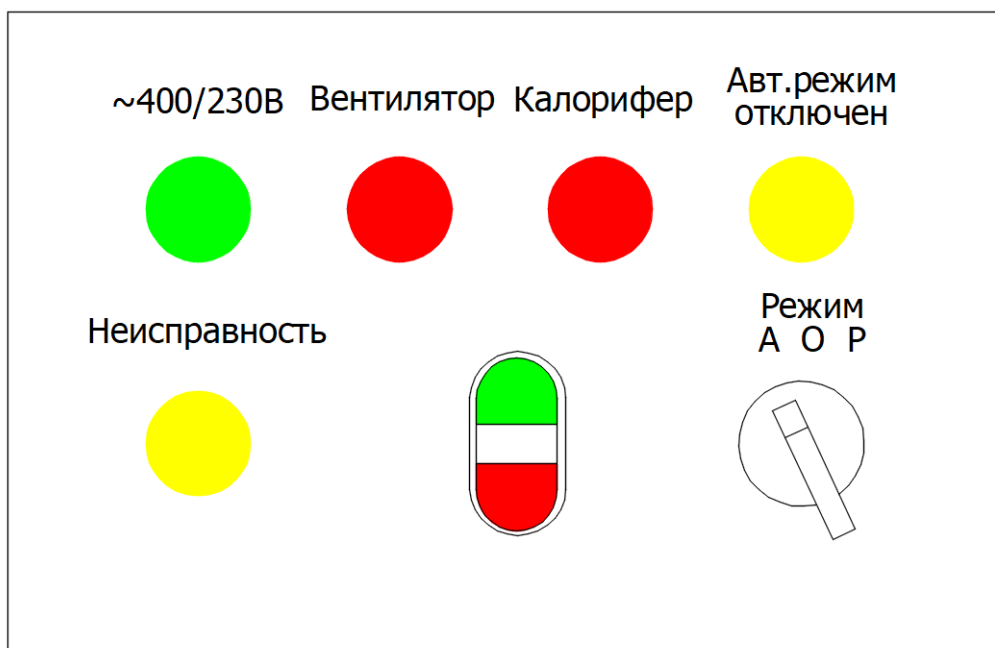 ~400/230В
Вентилятор
Калорифер
Авт.режим
отключен
Неисправность
Режим
А О Р